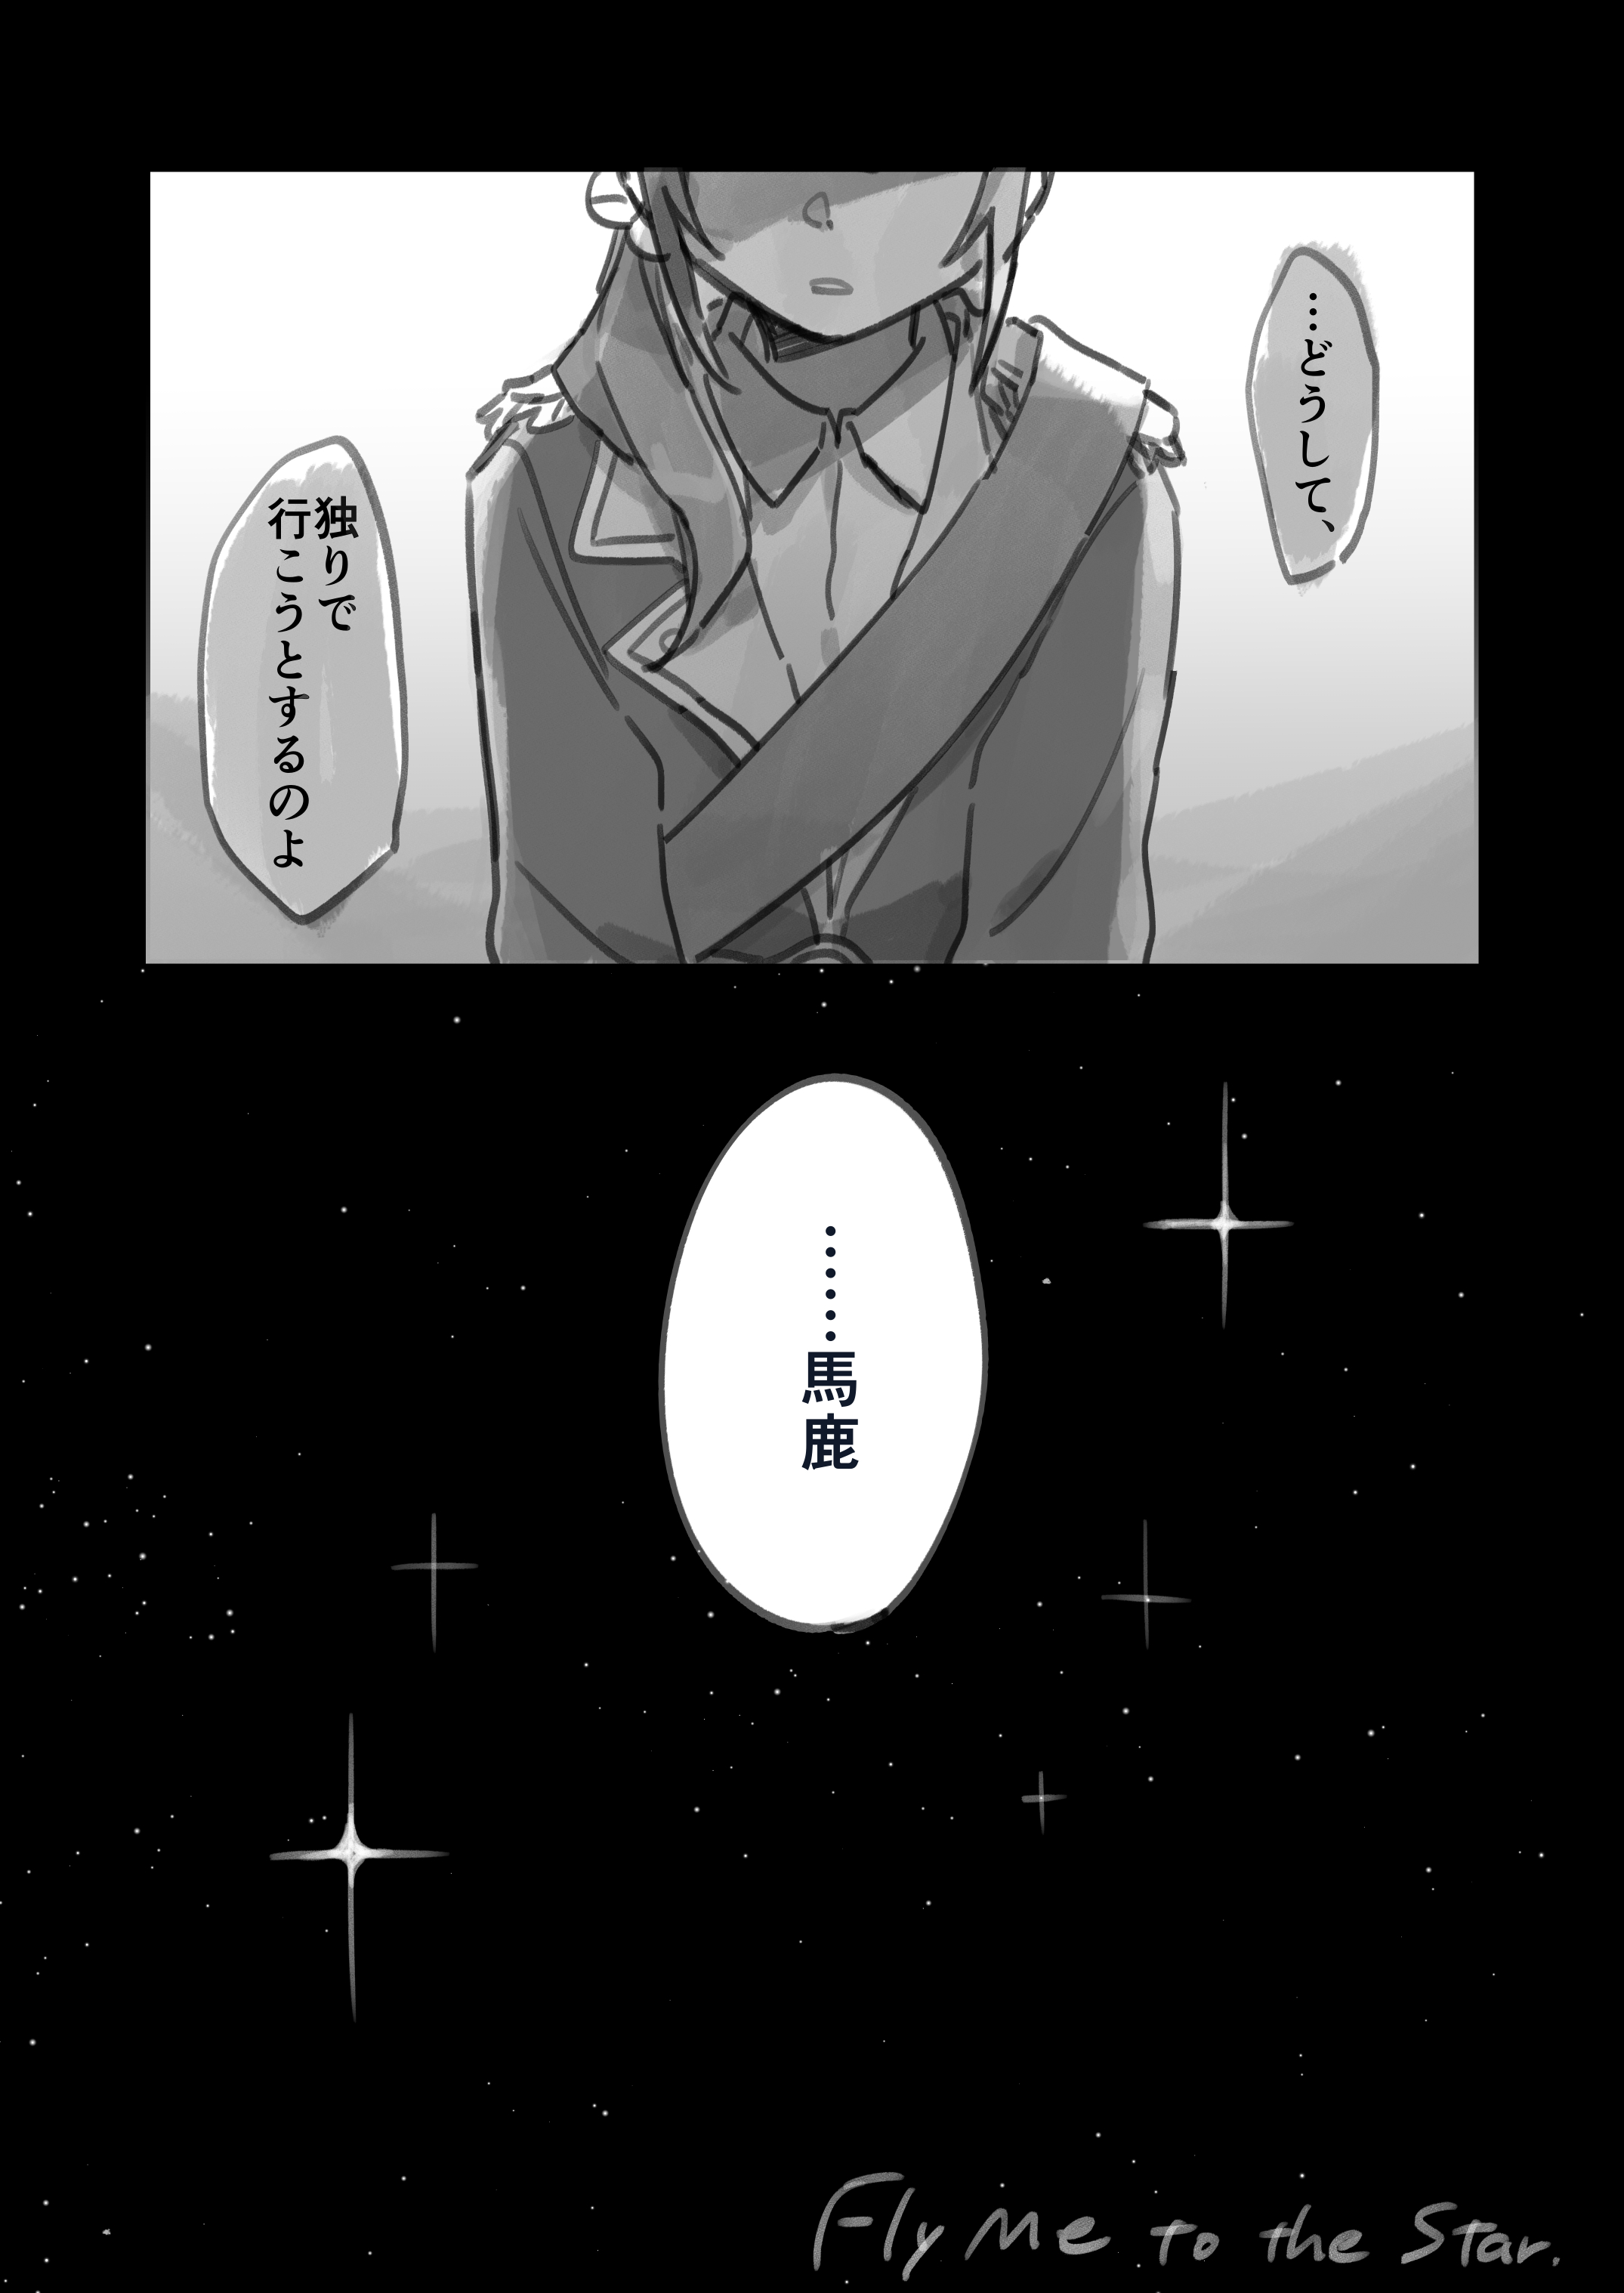 …どうして、
独りで
行こうとするのよ
……馬鹿
Fly Me to the Star.